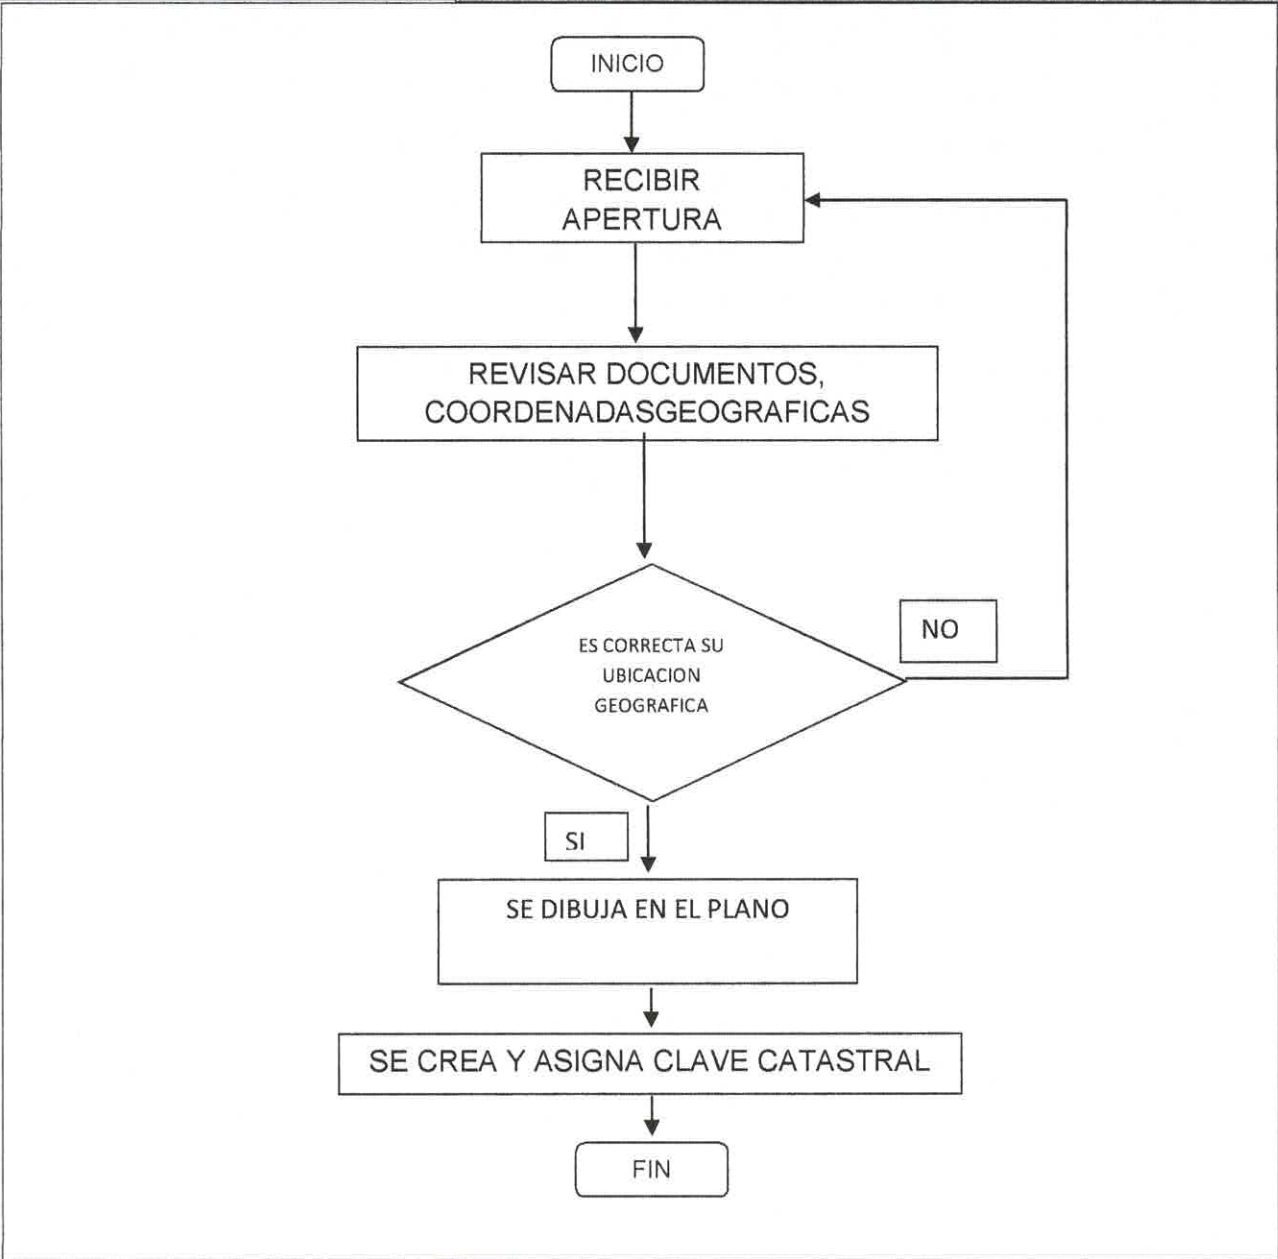 INICIO
RECIBIR
APERTURA
REVISAR DOCUMENTOS,
COORDENADASGEOGRAFICAS
ES CORRECTA SU
UBICACION
GEOGRAFICA
NO
SI
SE DIBUJA EN EL PLANO
SE CREA Y ASIGNA CLAVE CATASTRAL
FIN